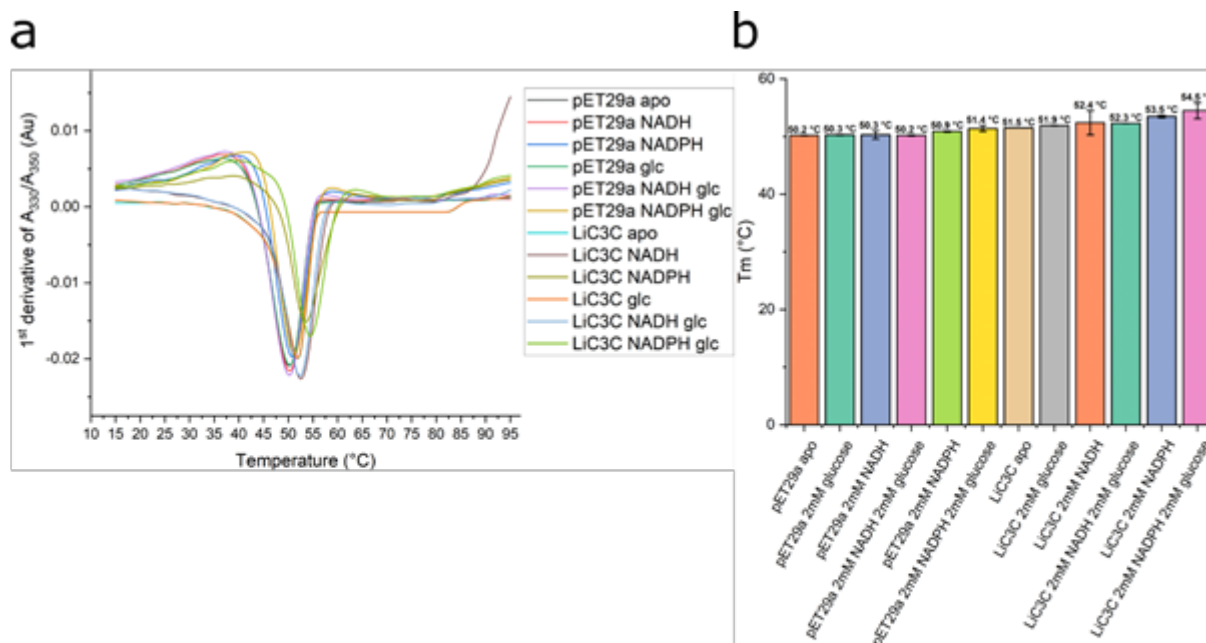 a
1st derivative of A330/A350 (Au)
0.01
0.00
-0.01
-0.02
10 15 20 25 30 35 40 45 50 55 60 65 70 75 80 85 90 95
Temperature (°C)
pET29a apo
pET29a NADH
pET29a NADPH
pET29a glc
pET29a NADH glc
pET29a NADPH glc
LiC3C apo
LiC3C NADH
LiC3C NADPH
LiC3C glc
LiC3C NADH glc
LiC3C NADPH glc
b
Tm (°C)
60
40
20
0
50.2 °C 50.3 °C 50.3 °C 50.2 °C 50.9 °C 51.4 °C 51.5 °C 51.9 °C 52.4 °C 52.3 °C 53.5 °C 54.5 °C
pET29a apo
pET29a 2mM glucose
pET29a 2mM NADH
pET29a 2mM NADH 2mM glucose
pET29a 2mM NADPH
pET29a 2mM NADPH 2mM glucose
LiC3C apo
LiC3C 2mM glucose
LiC3C 2mM NADH
LiC3C 2mM NADH 2mM glucose
LiC3C 2mM NADPH
LiC3C 2mM NADPH 2mM glucose